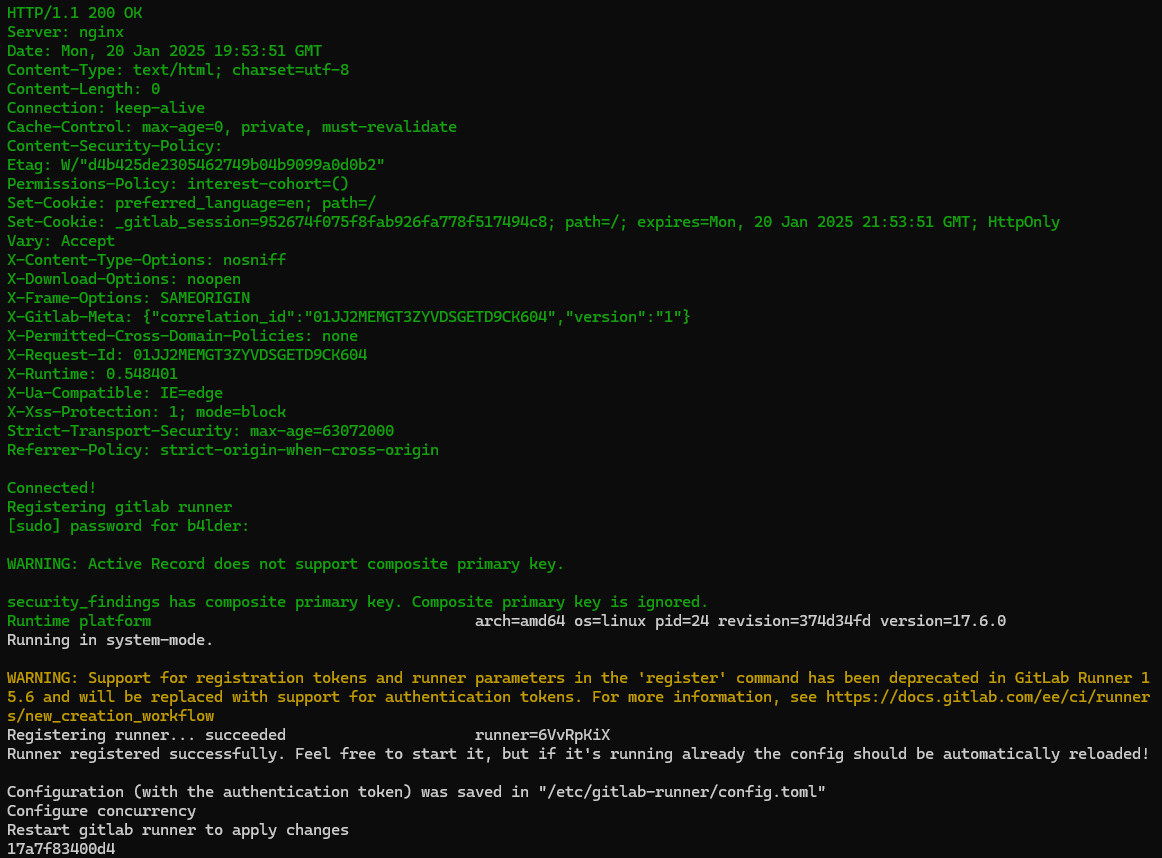 HTTP/1.1 200 OK
Server: nginx
Date: Mon, 20 Jan 2025 19:53:51 GMT
Content-Type: text/html; charset=utf-8
Content-Length: 0
Connection: keep-alive
Cache-Control: max-age=0, private, must-revalidate
Content-Security-Policy:
Etag: W/"d4b425de2305462749b04b9099a0d0b2"
Permissions-Policy: interest-cohort=()
Set-Cookie: preferred_language=en; path=/
Set-Cookie: _gitlab_session=952674f075f8fab926fa778f517494c8; path=/; expires=Mon, 20 Jan 2025 21:53:51 GMT; HttpOnly
Vary: Accept
X-Content-Type-Options: nosniff
X-Download-Options: noopen
X-Frame-Options: SAMEORIGIN
X-Gitlab-Meta: {"correlation_id":"01JJ2MEMGT3ZYVDSGETD9CK604","version":"1"}
X-Permitted-Cross-Domain-Policies: none
X-Request-Id: 01JJ2MEMGT3ZYVDSGETD9CK604
X-Runtime: 0.548401
X-Ua-Compatible: IE=edge
X-Xss-Protection: 1; mode=block
Strict-Transport-Security: max-age=63072000
Referrer-Policy: strict-origin-when-cross-origin
Connected!
Registering gitlab runner
[sudo] password for b4lder:
WARNING: Active Record does not support composite primary key.
security_findings has composite primary key. Composite primary key is ignored.
Runtime platform                                    arch=amd64 os=linux pid=24 revision=374d34fd version=17.6.0
Running in system-mode.
WARNING: Support for registration tokens and runner parameters in the 'register' command has been deprecated in GitLab Runner 1
5.6 and will be replaced with support for authentication tokens. For more information, see https://docs.gitlab.com/ee/ci/runner
s/new_creation_workflow
Registering runner... succeeded                     runner=6VvRpKiX
Runner registered successfully. Feel free to start it, but if it's running already the config should be automatically reloaded!
Configuration (with the authentication token) was saved in "/etc/gitlab-runner/config.toml"
Configure concurrency
Restart gitlab runner to apply changes
17a7f83400d4